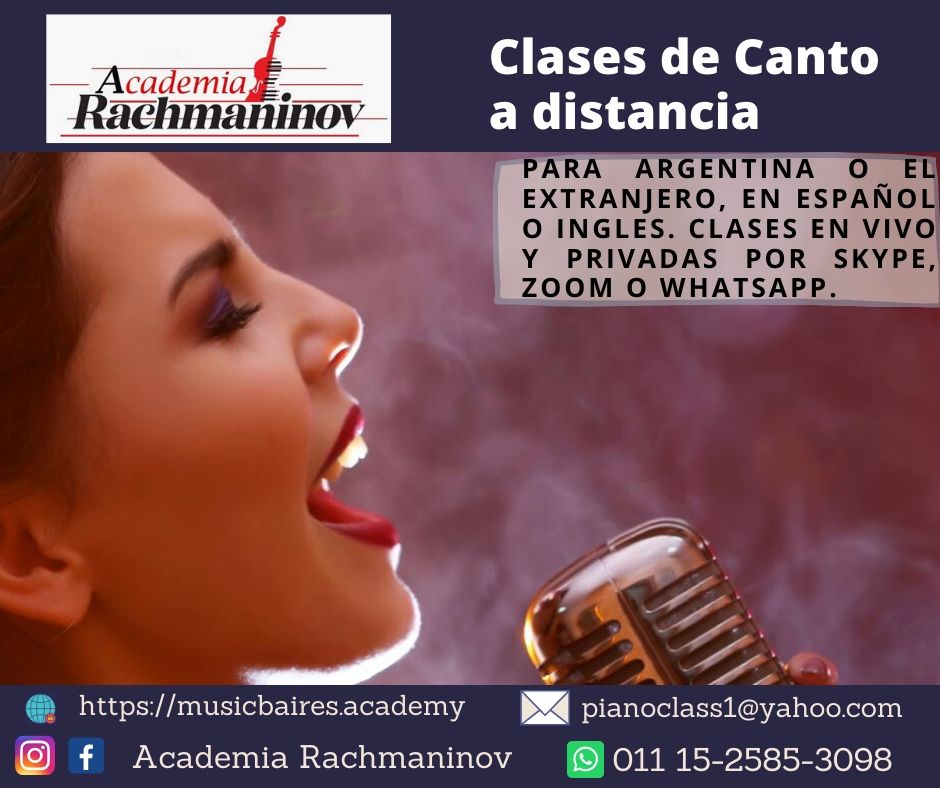 Academia
Rachmaninov
Clases de Canto
a distancia
PARA ARGENTINA O EL
EXTRANJERO, EN ESPAÑOL
O INGLES. CLASES EN VIVO
Y PRIVADAS POR SKYPE,
ZOOM O WHATSAPP.
https://musicbaires.academy
pianoclass1@yahoo.com
Academia Rachmaninov
011 15-2585-3098